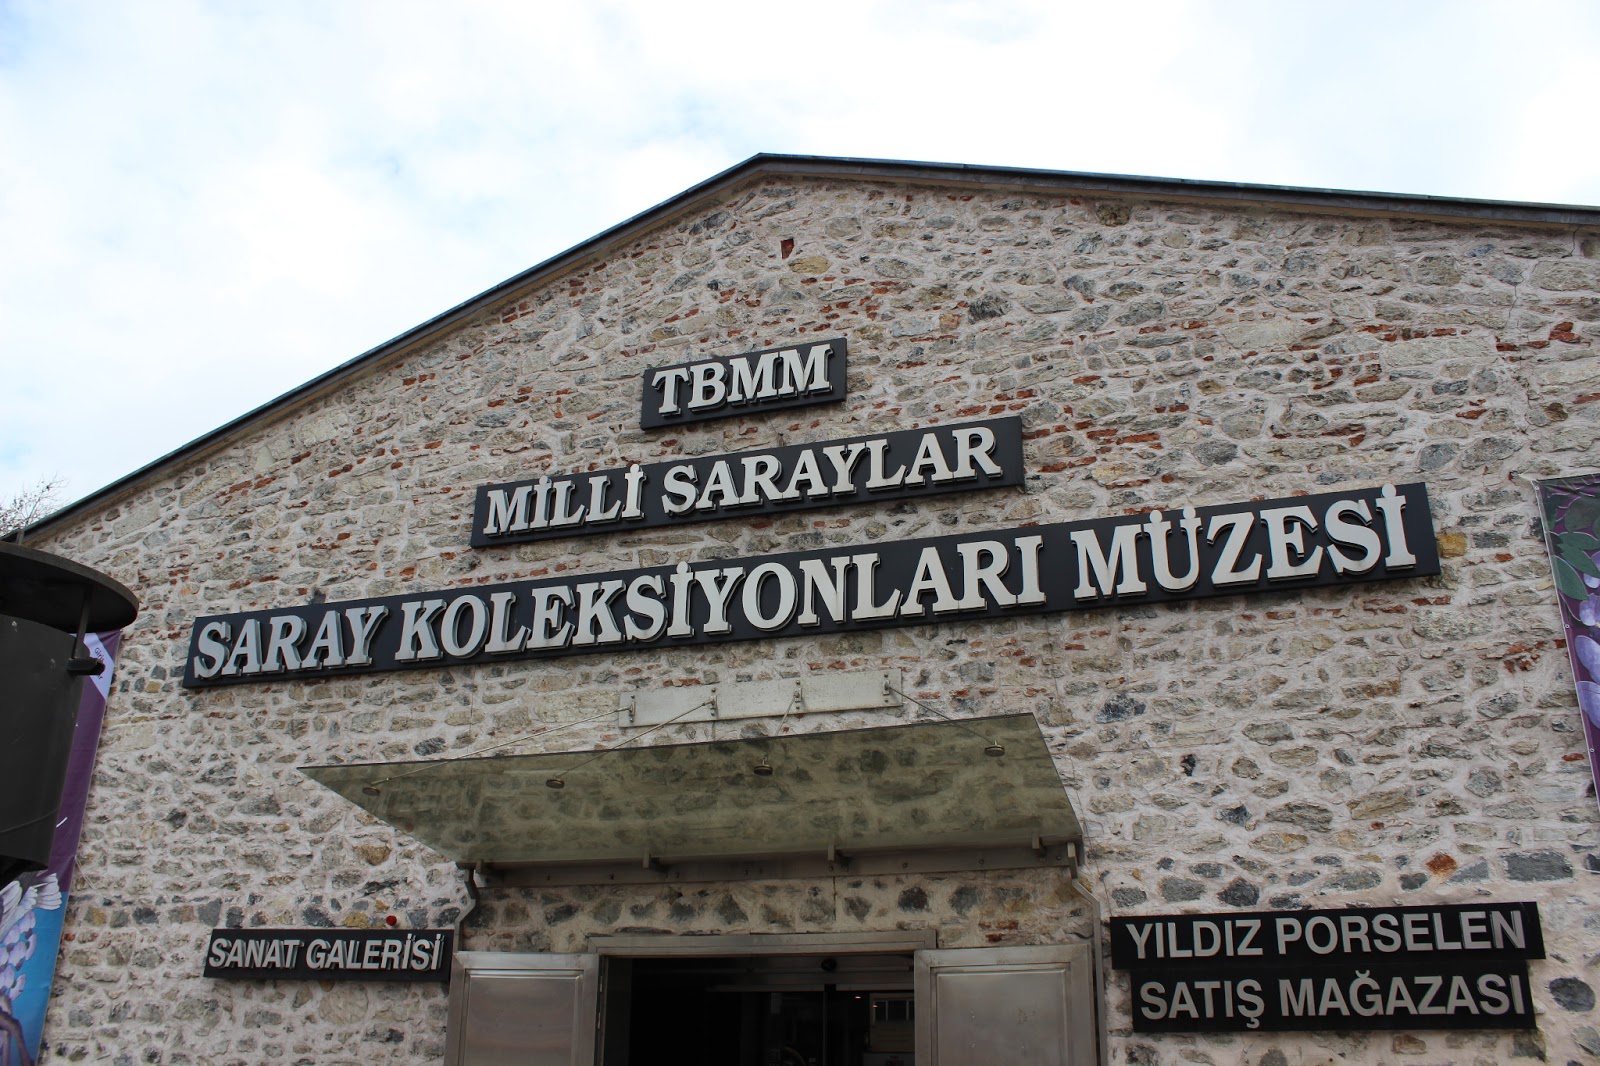 TBMM
MİLLİ SARAYLAR
SARAY KOLEKSİYONLARI MÜZESİ
SANAT GALERİSİ
YILDIZ PORSELEN
SATIŞ MAĞAZASI